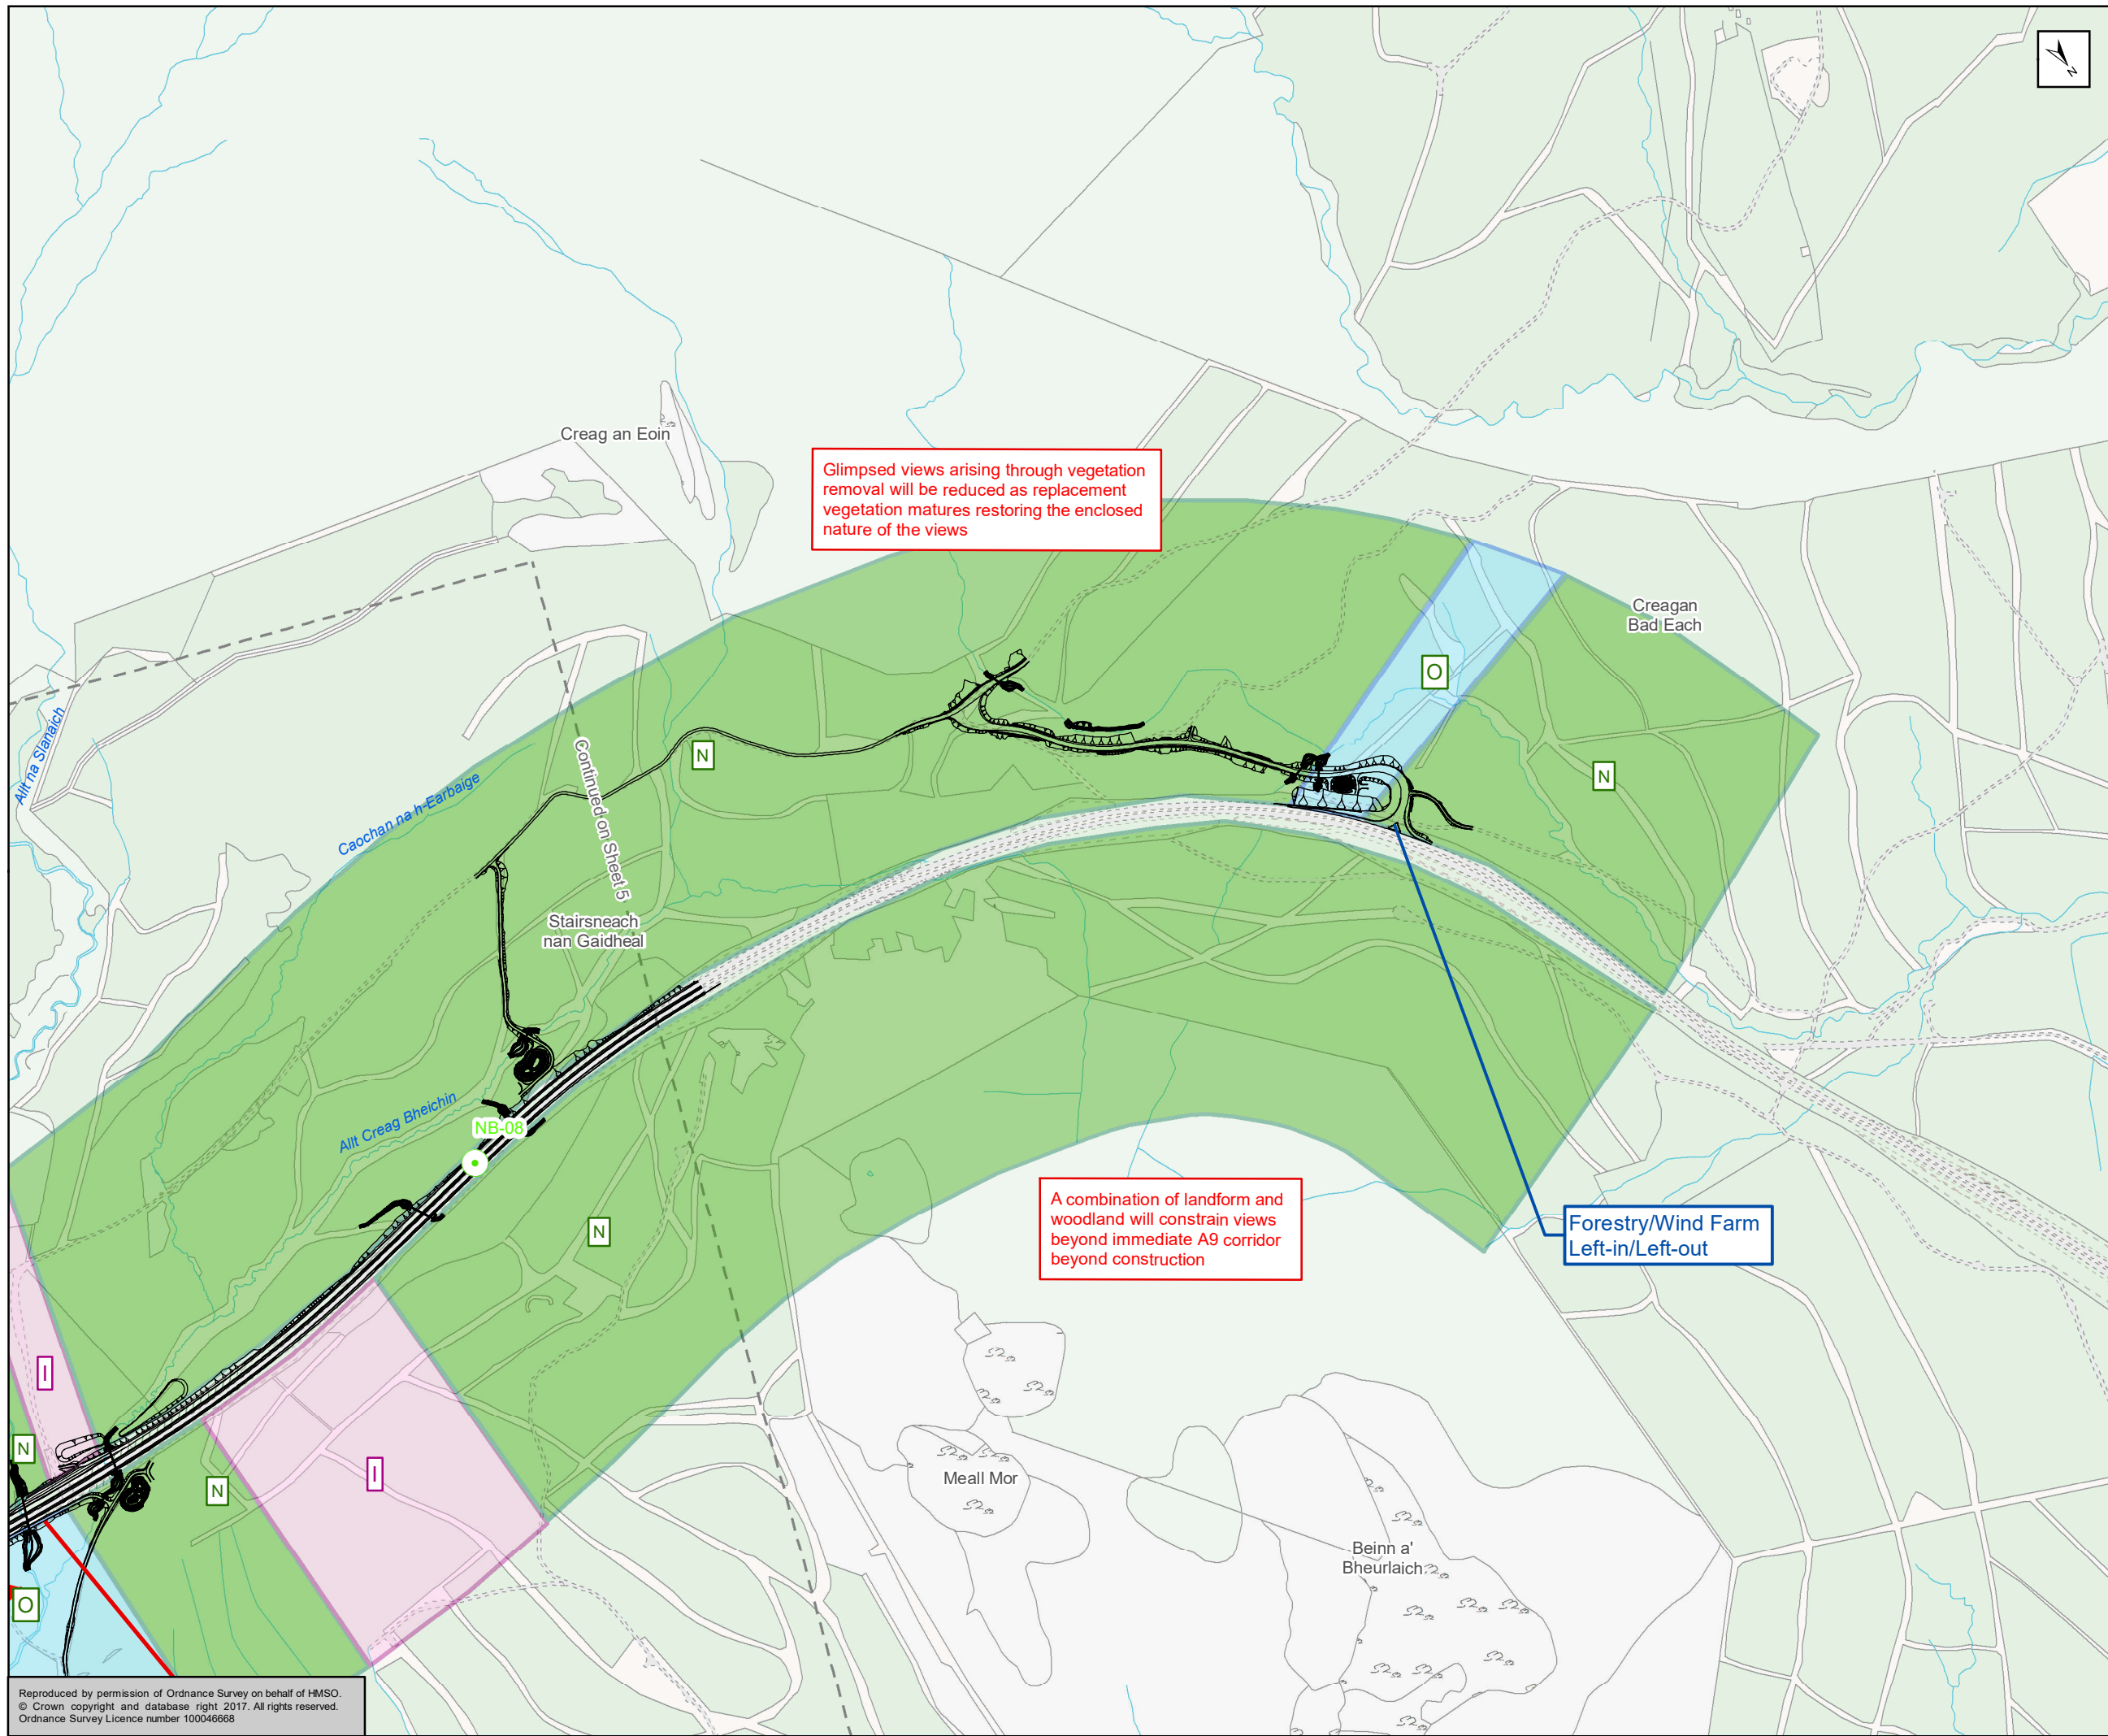 N
Creag an Eoin
Glimpsed views arising through vegetation
removal will be reduced as replacement
vegetation matures restoring the enclosed
nature of the views
Creagan
Bad Each
O
N
N
Allt na Slanaich
Caochan na h-Earbaige
Continued on Sheet 5
Stairsneach
nan Gaidheal
Allt Creag Bheichin
NB-08
N
A combination of landform and
woodland will constrain views
beyond immediate A9 corridor
beyond construction
Forestry/Wind Farm
Left-in/Left-out
I
N
I
N
Meall Mor
Beinn a'
Bheurlaich
O
Reproduced by permission of Ordnance Survey on behalf of HMSO.
© Crown copyright and database right 2017. All rights reserved.
Ordnance Survey Licence number 100046668